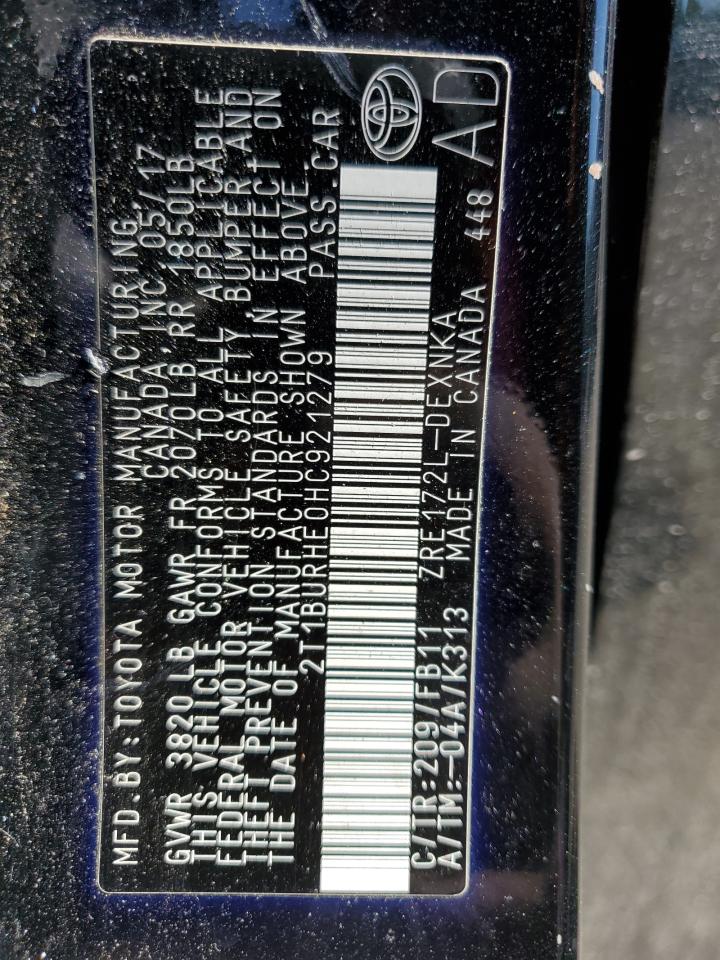 MFD.BY:TOYOTA MOTOR MANUFACTURING
CANADA, INC 05/17
GVWR 3820 LB GAWR FR 2070LB RR 1850LB
THIS VEHICLE CONFORMS TO ALL APPLICABLE
FEDERAL MOTOR VEHICLE SAFETY, BUMPER AND
THEFT PREVENTION STANDARDS IN EFFECT ON
THE DATE OF MANUFACTURE SHOWN ABOVE.
2T1BURHE0HC921279 PASS.CAR
C/TR:209/FB11 ZRE172L-DEXNKA
A/TM:-04A/K313 MADE IN CANADA 448 AD